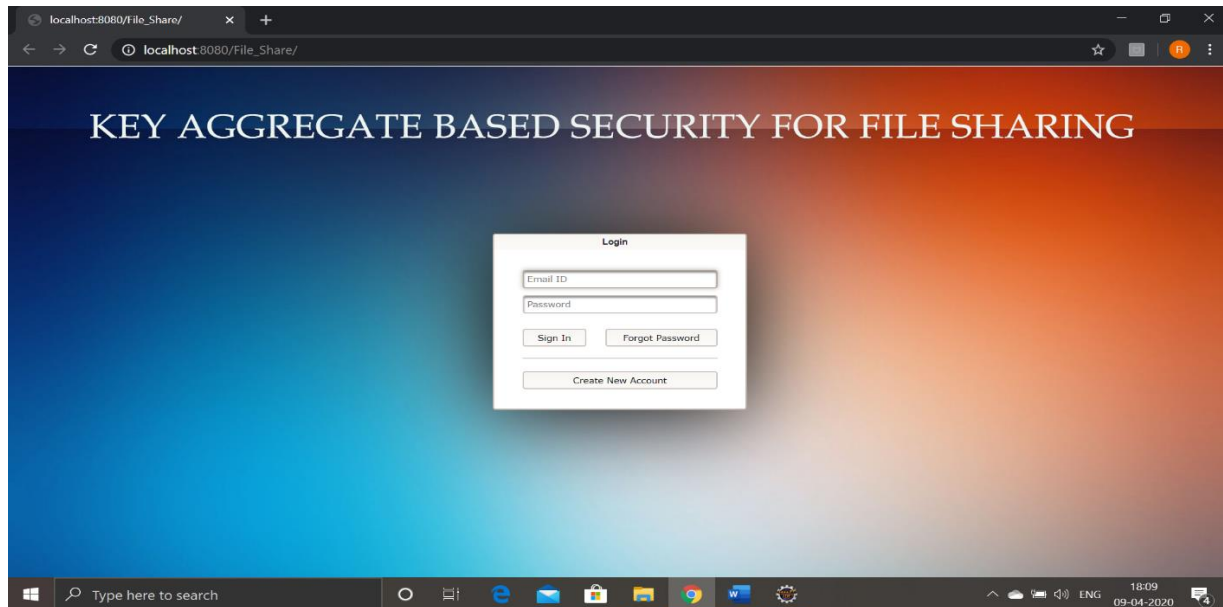 localhost:8080/File_Share/
localhost:8080/File_Share/
R
KEY AGGREGATE BASED SECURITY FOR FILE SHARING
Login
Email ID
Password
Sign In
Forgot Password
Create New Account
Type here to search
W
ENG
18:09
09-04-2020
4